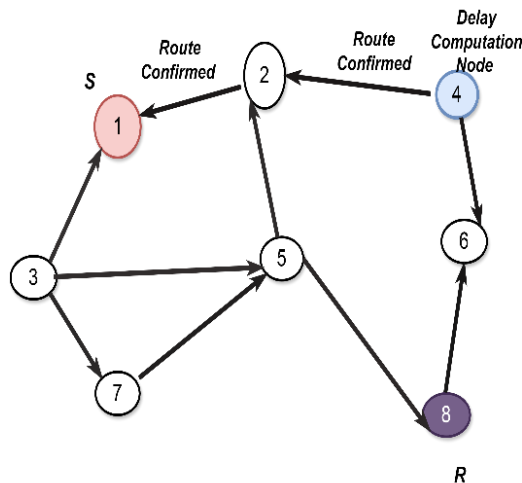 Delay
Computation
Node
Route
Confirmed
Route
Confirmed
S
2
4
1
6
5
3
7
8
R